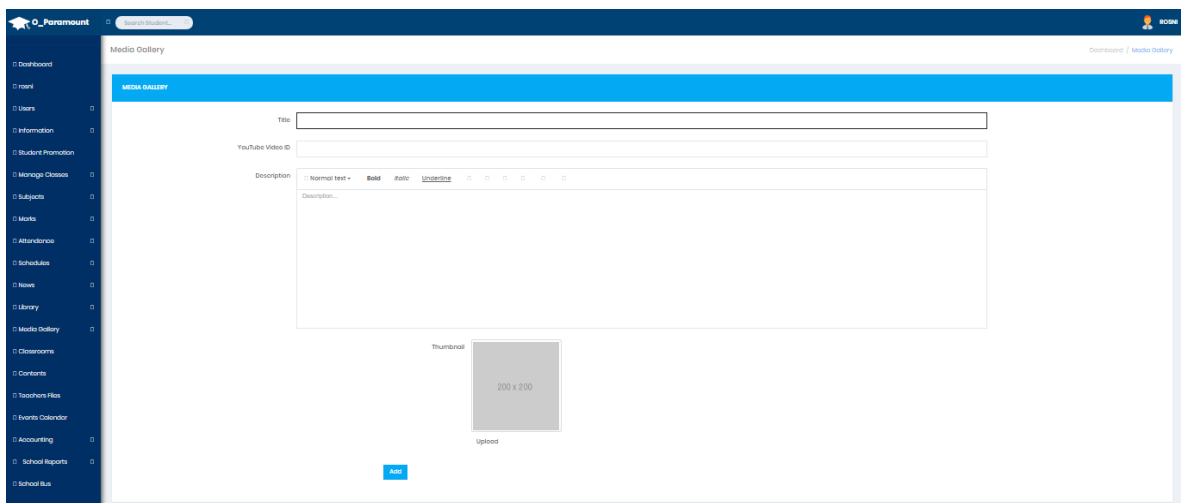 O_Paramount
Search Student...
ROSNI
Media Gallery
Dashboard / Media Gallery
Dashboard
rosni
Users
Information
Student Promotion
Manage Classes
Subjects
Marks
Attendance
Schedules
News
Library
Media Gallery
Classrooms
Contents
Teachers Files
Events Calendar
Accounting
School Reports
School Bus
MEDIA GALLERY
Title
YouTube Video ID
Description
Normal text Bold Italic Underline
Description...
Thumbnail
200 x 200
Upload
Add